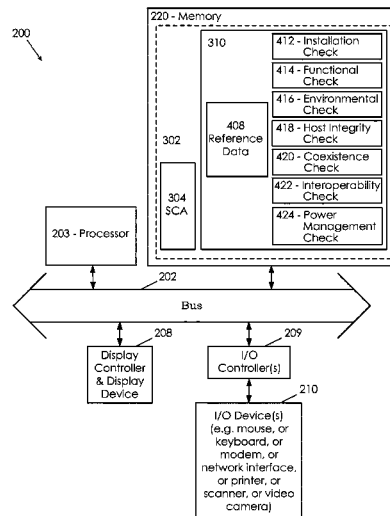 200
220 - Memory
310
412 - Installation
Check
414 - Functional
Check
416 - Environmental
Check
418 - Host Integrity
Check
420 - Coexistence
Check
422 - Interoperability
Check
424 - Power
Management
Check
408
Reference
Data
302
304
SCA
203 - Processor
202
Bus
208
Display
Controller
& Display
Device
209
I/O
Controller(s)
210
I/O Device(s)
(e.g. mouse, or
keyboard, or
modem, or
network interface,
or printer, or
scanner, or video
camera)